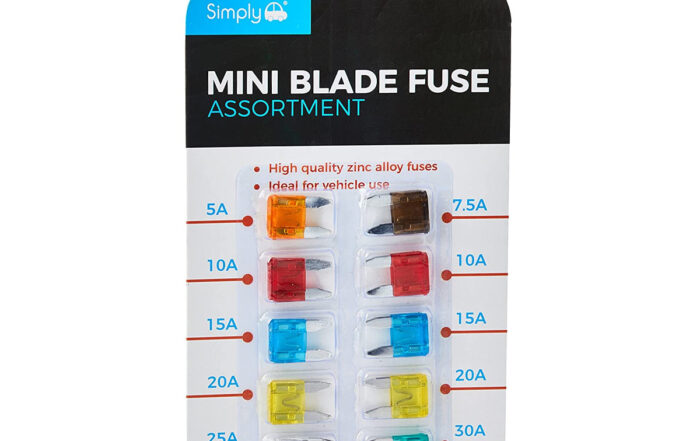 Simply
MINI BLADE FUSE
ASSORTMENT
• High quality zinc alloy fuses
• Ideal for vehicle use
5A
7.5A
10A
10A
15A
15A
20A
20A
25A
30A